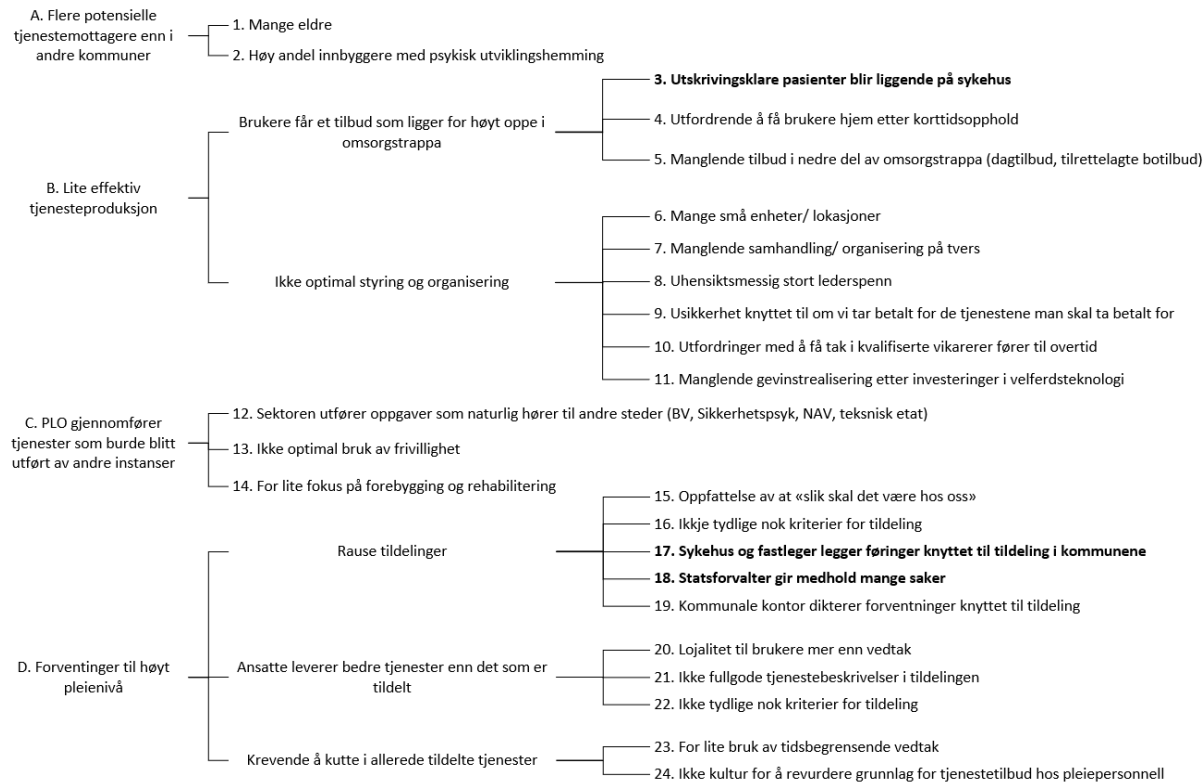 A. Flere potensielle
tjenestemottagere enn i
andre kommuner
1. Mange eldre
2. Høy andel innbyggere med psykisk utviklingshemming
B. Lite effektiv
tjenesteproduksjon
Brukere får et tilbud som ligger for høyt oppe i
omsorgstrappa
3. Utskrivingsklare pasienter blir liggende på sykehus
4. Utfordrende å få brukere hjem etter korttidsopphold
5. Manglende tilbud i nedre del av omsorgstrappa (dagtilbud, tilrettelagte botilbud)
Ikke optimal styring og organisering
6. Mange små enheter/ lokasjoner
7. Manglende samhandling/ organisering på tvers
8. Uhensiktsmessig stort lederspenn
9. Usikkerhet knyttet til om vi tar betalt for de tjenestene man skal ta betalt for
10. Utfordringer med å få tak i kvalifiserte vikarerer fører til overtid
11. Manglende gevinstrealisering etter investeringer i velferdsteknologi
C. PLO gjennomfører
tjenester som burde blitt
utført av andre instanser
12. Sektoren utfører oppgaver som naturlig hører til andre steder (BV, Sikkerhetspsyk, NAV, teksnisk etat)
13. Ikke optimal bruk av frivillighet
14. For lite fokus på forebygging og rehabilitering
D. Forventinger til høyt
pleienivå
Rause tildelinger
15. Oppfattelse av at «slik skal det være hos oss»
16. Ikkje tydlige nok kriterier for tildeling
17. Sykehus og fastleger legger føringer knyttet til tildeling i kommunene
18. Statsforvalter gir medhold mange saker
19. Kommunale kontor dikterer forventninger knyttet til tildeling
Ansatte leverer bedre tjenester enn det som er
tildelt
20. Lojalitet til brukere mer enn vedtak
21. Ikke fullgode tjenestebeskrivelser i tildelingen
22. Ikke tydlige nok kriterier for tildeling
Krevende å kutte i allerede tildelte tjenester
23. For lite bruk av tidsbegrensende vedtak
24. Ikke kultur for å revurdere grunnlag for tjenestetilbud hos pleiepersonnell